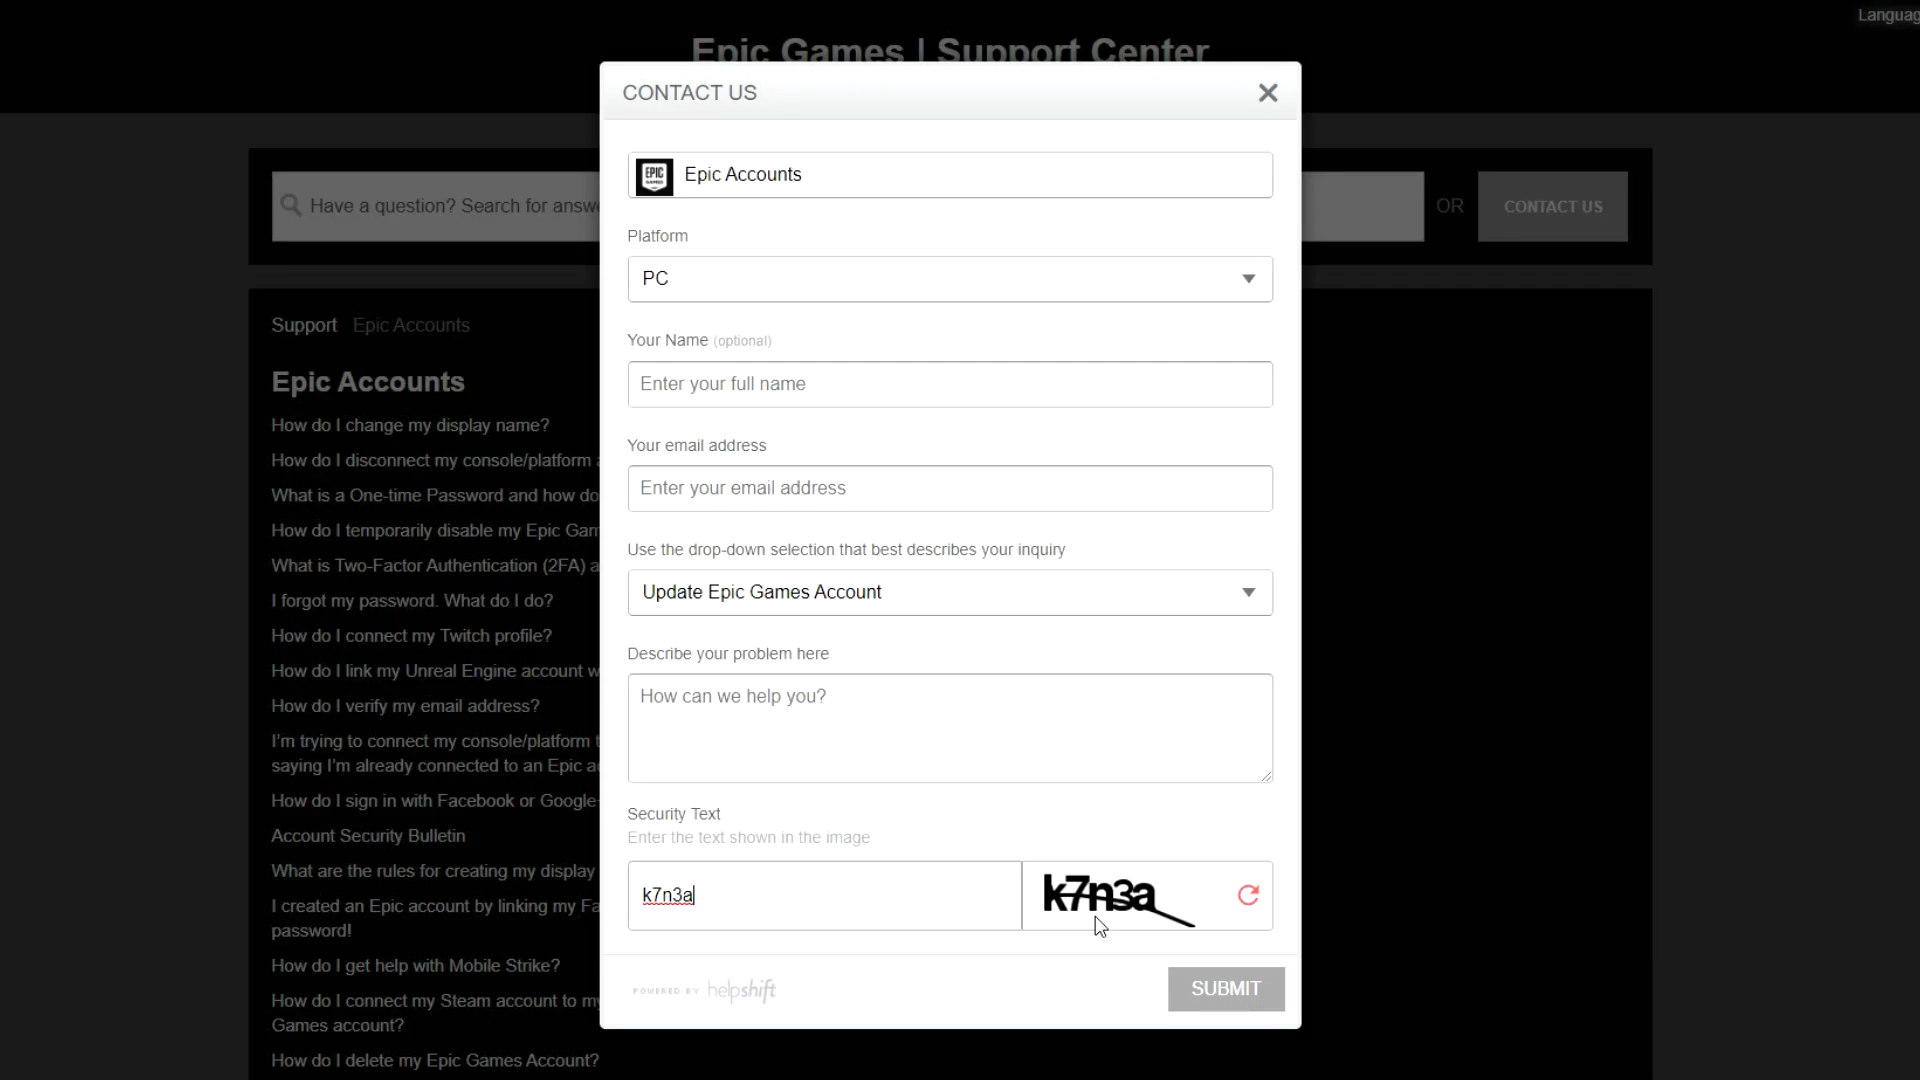 Languag
Epic Games | Support Center
CONTACT US
EPIC
GAMES
Epic Accounts
Have a question? Search for answe
OR
CONTACT US
Platform
PC
Support Epic Accounts
Your Name (optional)
Enter your full name
Epic Accounts
How do I change my display name?
How do I disconnect my console/platform a
What is a One-time Password and how do
How do I temporarily disable my Epic Gam
What is Two-Factor Authentication (2FA) a
I forgot my password. What do I do?
How do I connect my Twitch profile?
How do I link my Unreal Engine account w
How do I verify my email address?
I'm trying to connect my console/platform t
saying I'm already connected to an Epic ac
How do I sign in with Facebook or Google+
Account Security Bulletin
What are the rules for creating my display
I created an Epic account by linking my Fa
password!
How do I get help with Mobile Strike?
How do I connect my Steam account to my
Games account?
How do I delete my Epic Games Account?
Your email address
Enter your email address
Use the drop-down selection that best describes your inquiry
Update Epic Games Account
Describe your problem here
How can we help you?
Security Text
Enter the text shown in the image
k7n3a
k7n3a
POWERED BY helpshift
SUBMIT